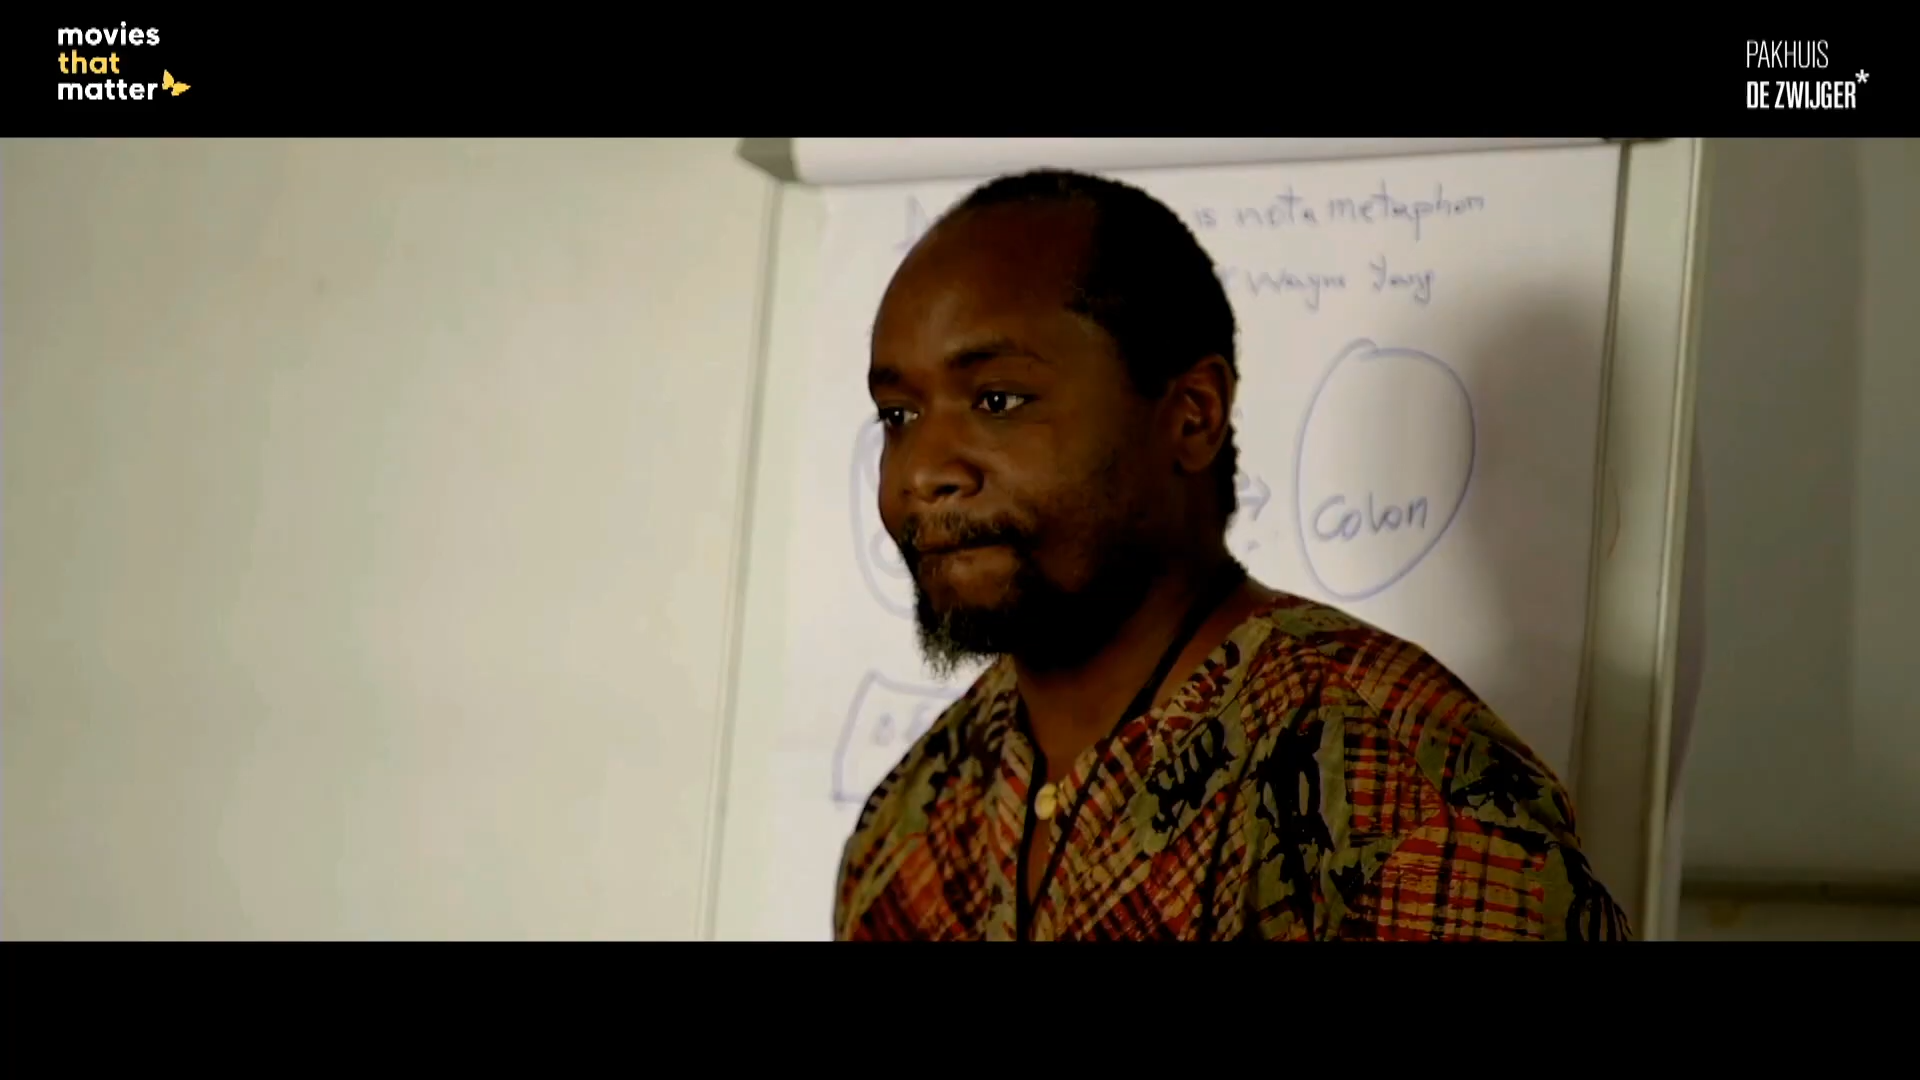 movies
that
matter
PAKHUIS
DE ZWIJGER*
is not a metaphor
Wayne Yang
Colon